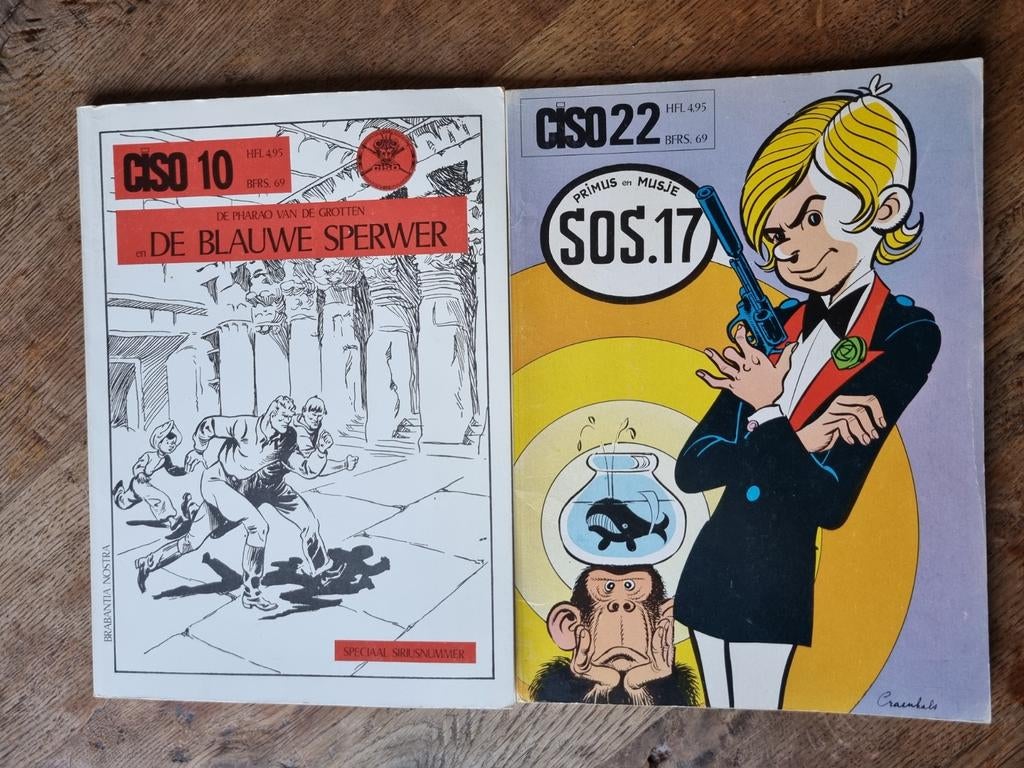 CISO 10
HFL 4.95
BFRS. 69
DE PHARAO VAN DE GROTTEN
en DE BLAUWE SPERWER
BRABANTIA NOSTRA
SPECIAAL SIRIUSNUMMER
CISO 22
HFL 4.95
BFRS. 69
PRIMUS en MUSJE
SOS.17
Craenhals